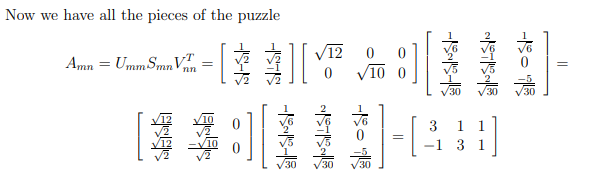 Now we have all the pieces of the puzzle
$A_{mn} = U_{mm} S_{mn} V_{nn}^{T} = \begin{bmatrix} \frac{1}{\sqrt{2}} & \frac{1}{\sqrt{2}} \\ \frac{1}{\sqrt{2}} & \frac{-1}{\sqrt{2}} \end{bmatrix} \begin{bmatrix} \sqrt{12} & 0 & 0 \\ 0 & \sqrt{10} & 0 \end{bmatrix} \begin{bmatrix} \frac{1}{\sqrt{6}} & \frac{2}{\sqrt{6}} & \frac{1}{\sqrt{6}} \\ \frac{2}{\sqrt{5}} & \frac{-1}{\sqrt{5}} & 0 \\ \frac{1}{\sqrt{30}} & \frac{2}{\sqrt{30}} & \frac{-5}{\sqrt{30}} \end{bmatrix} =$
$\begin{bmatrix} \frac{\sqrt{12}}{\sqrt{2}} & \frac{\sqrt{10}}{\sqrt{2}} & 0 \\ \frac{\sqrt{12}}{\sqrt{2}} & \frac{-\sqrt{10}}{\sqrt{2}} & 0 \end{bmatrix} \begin{bmatrix} \frac{1}{\sqrt{6}} & \frac{2}{\sqrt{6}} & \frac{1}{\sqrt{6}} \\ \frac{2}{\sqrt{5}} & \frac{-1}{\sqrt{5}} & 0 \\ \frac{1}{\sqrt{30}} & \frac{2}{\sqrt{30}} & \frac{-5}{\sqrt{30}} \end{bmatrix} = \begin{bmatrix} 3 & 1 & 1 \\ -1 & 3 & 1 \end{bmatrix}$